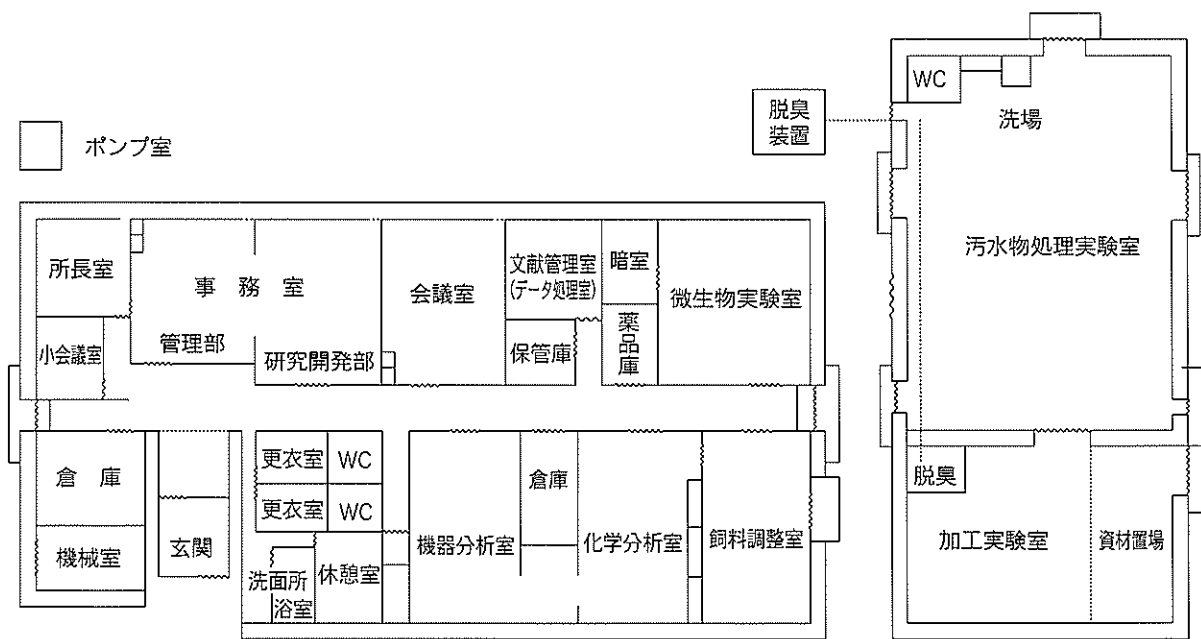 ポンプ室
脱臭
装置
WC
洗場
汚水物処理実験室
所長室
事務室
会議室
文献管理室
(データ処理室)
暗室
微生物実験室
小会議室
管理部
研究開発部
保管庫
薬品庫
倉庫
機械室
玄関
更衣室
WC
更衣室
WC
洗面所
浴室
休憩室
機器分析室
倉庫
化学分析室
飼料調整室
脱臭
加工実験室
資材置場